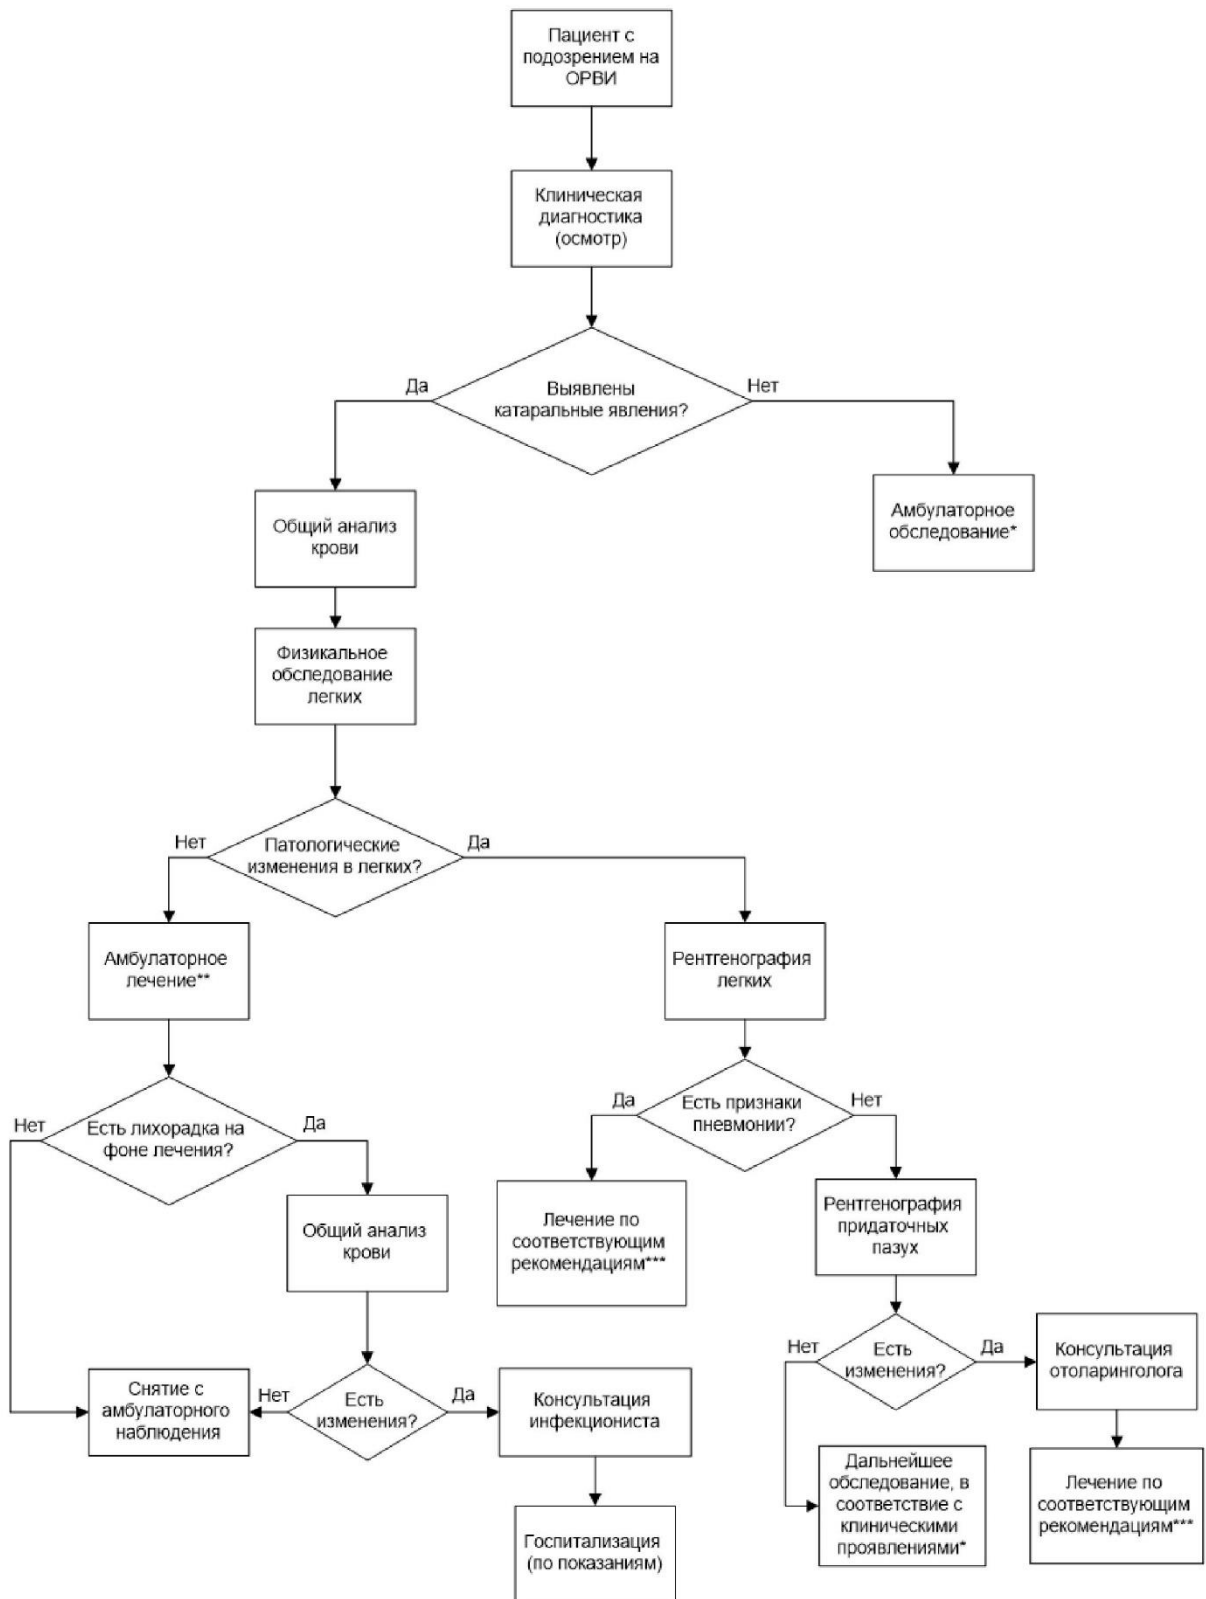 Пациент с
подозрением на
ОРВИ
Клиническая
диагностика
(осмотр)
Да
Выявлены
катаральные явления?
Нет
Общий анализ
крови
Амбулаторное
обследование*
Физикальное
обследование
легких
Нет
Патологические
изменения в легких?
Да
Амбулаторное
лечение**
Рентгенография
легких
Нет
Есть лихорадка на
фоне лечения?
Да
Да
Есть признаки
пневмонии?
Нет
Общий анализ
крови
Лечение по
соответствующим
рекомендациям***
Рентгенография
придаточных
пазух
Нет
Есть
изменения?
Да
Консультация
отоларинголога
Снятие с
амбулаторного
наблюдения
Нет
Есть
изменения?
Да
Консультация
инфекциониста
Дальнейшее
обследование, в
соответствие с
клиническими
проявлениями*
Лечение по
соответствующим
рекомендациям***
Госпитализация
(по показаниям)